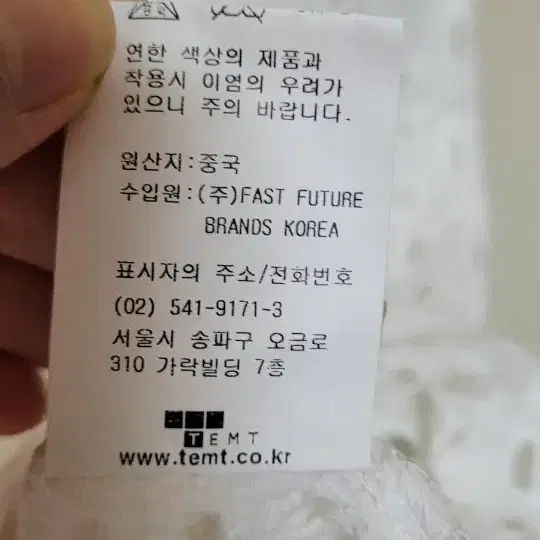 연한 색상의 제품과
착용시 이염의 우려가
있으니 주의 바랍니다.
원산지:중국
수입원:(주)FAST FUTURE
BRANDS KOREA
표시자의 주소/전화번호
(02) 541-9171-3
서울시 송파구 오금로
310 가락빌딩 7층
TEMT
www.temt.co.kr